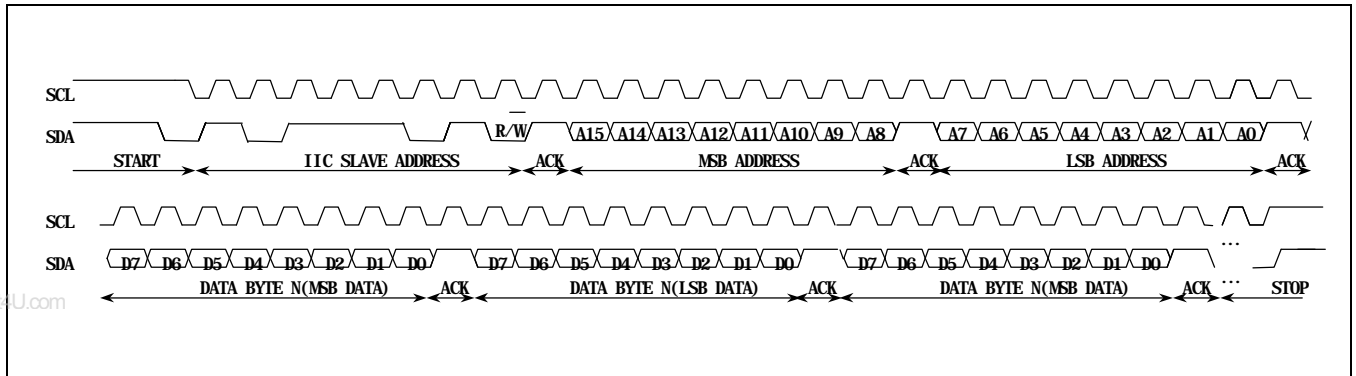 SCL
SDA R/W A15 A14 A13 A12 A11 A10 A9 A8 A7 A6 A5 A4 A3 A2 A1 A0
START IIC SLAVE ADDRESS ACK MSB ADDRESS ACK LSB ADDRESS ACK
SCL
...
SDA D7 D6 D5 D4 D3 D2 D1 D0 D7 D6 D5 D4 D3 D2 D1 D0 D7 D6 D5 D4 D3 D2 D1 D0
...
DATA BYTE N(MSB DATA) ACK DATA BYTE N(LSB DATA) ACK DATA BYTE N(MSB DATA) ACK STOP
4U.com